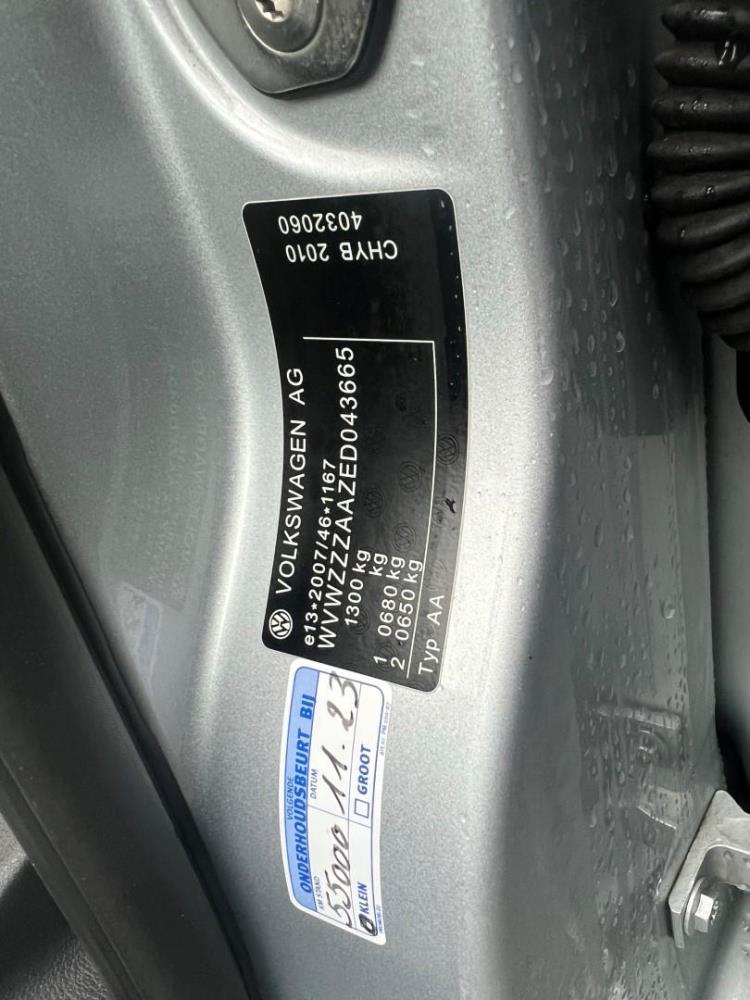 CHYB 2010
4032060
VOLKSWAGEN AG
e13*2007/46*1167
WVWZZZAAZED043665
1300 kg
kg
1 0680 kg
2 0650 kg
Typ AA
VOLGENDE
ONDERHOUDSBEURT BIJ
KM STAND DATUM
55000 11.23
KLEIN GROOT